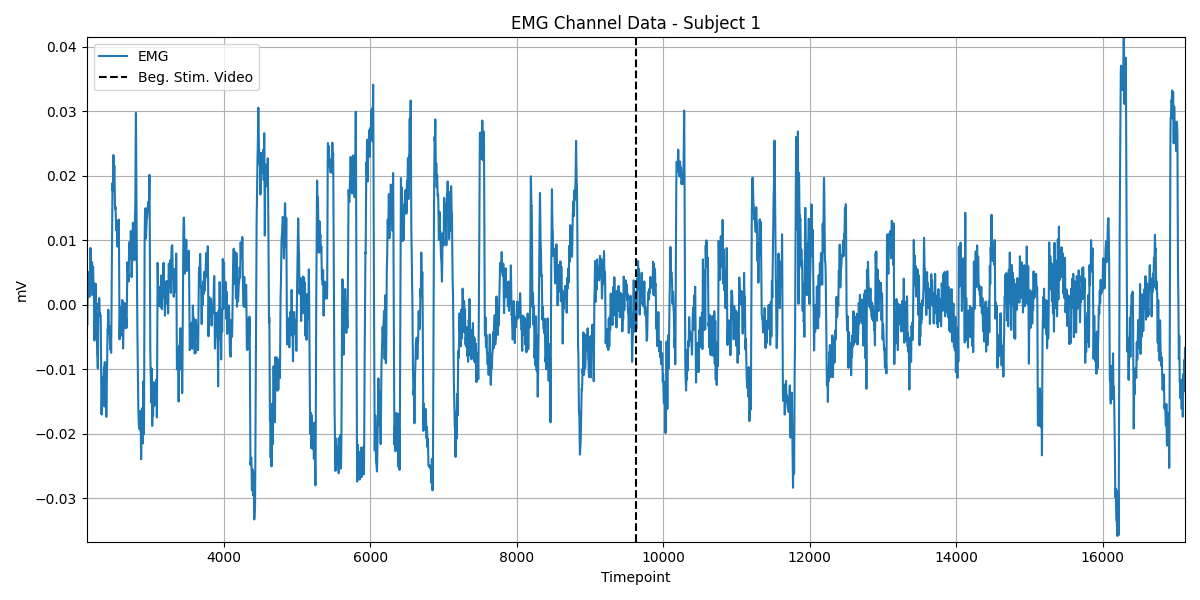 EMG Channel Data - Subject 1
EMG
Beg. Stim. Video
0.04
0.03
0.02
0.01
0.00
−0.01
−0.02
−0.03
mV
4000 6000 8000 10000 12000 14000 16000
Timepoint